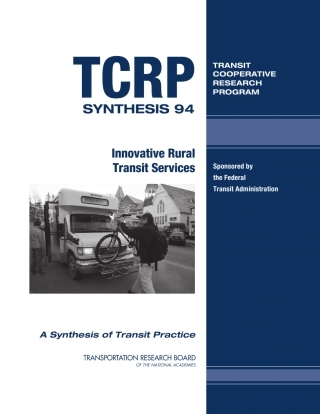 TCRP
SYNTHESIS 94
TRANSIT
COOPERATIVE
RESEARCH
PROGRAM
Innovative Rural
Transit Services
Sponsored by
the Federal
Transit Administration
A Synthesis of Transit Practice
TRANSPORTATION RESEARCH BOARD
OF THE NATIONAL ACADEMIES